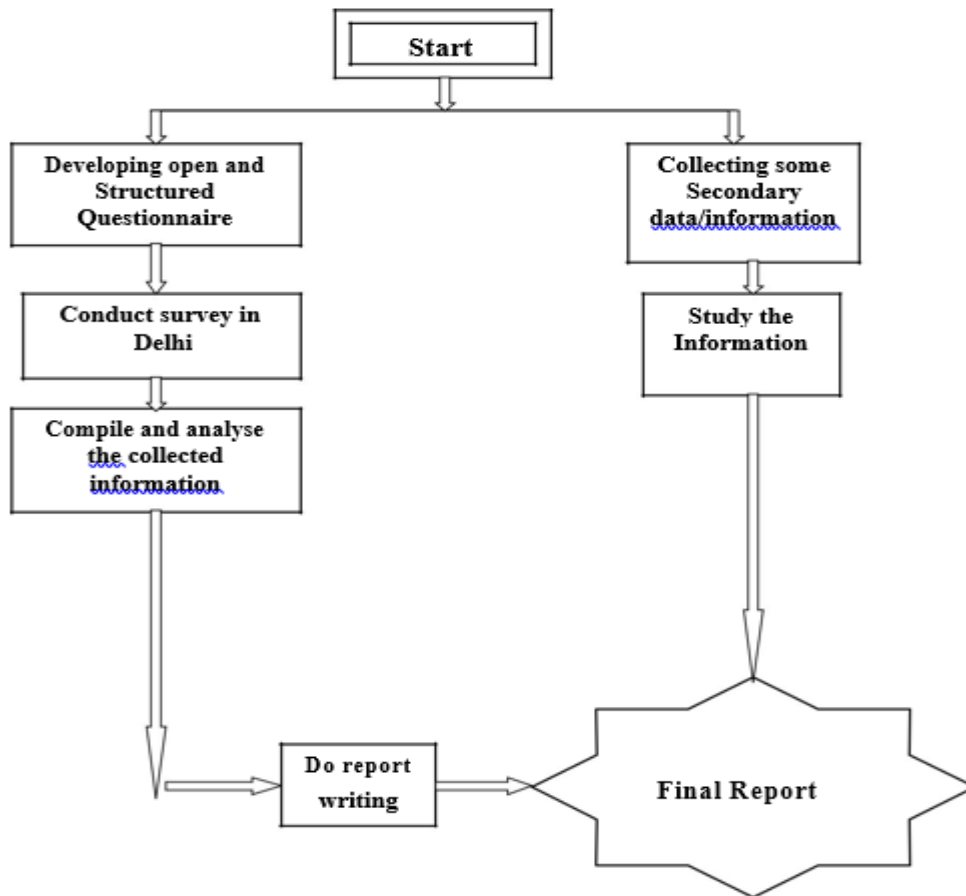 Start
Developing open and
Structured
Questionnaire
Collecting some
Secondary
data/information
Conduct survey in
Delhi
Study the
Information
Compile and analyse
the collected
information
Do report
writing
Final Report